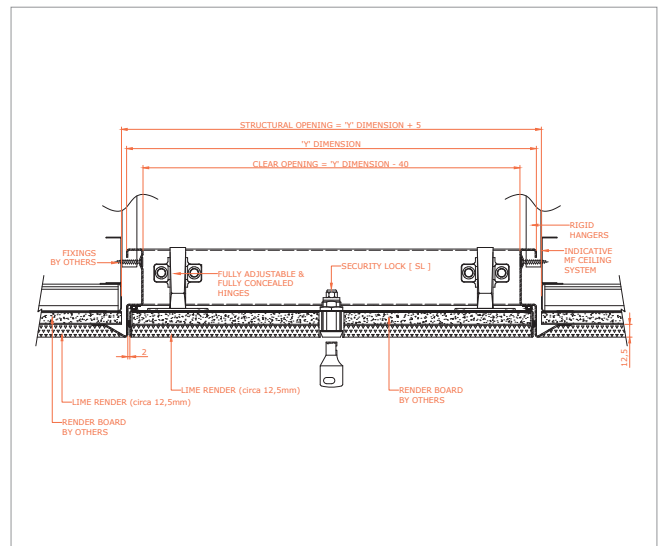 STRUCTURAL OPENING = 'Y' DIMENSION + 5
'Y' DIMENSION
CLEAR OPENING = 'Y' DIMENSION - 40
RIGID
HANGERS
FIXINGS
BY OTHERS
INDICATIVE
MF CEILING
SYSTEM
SECURITY LOCK [ SL ]
FULLY ADJUSTABLE &
FULLY CONCEALED
HINGES
2
12,5
LIME RENDER (circa 12,5mm)
RENDER BOARD
BY OTHERS
LIME RENDER (circa 12,5mm)
RENDER BOARD
BY OTHERS